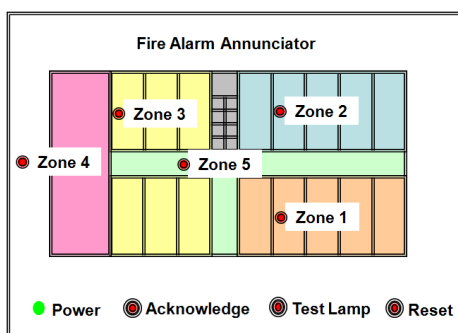 Fire Alarm Annunciator
Zone 3
Zone 2
Zone 4
Zone 5
Zone 1
Power
Acknowledge
Test Lamp
Reset